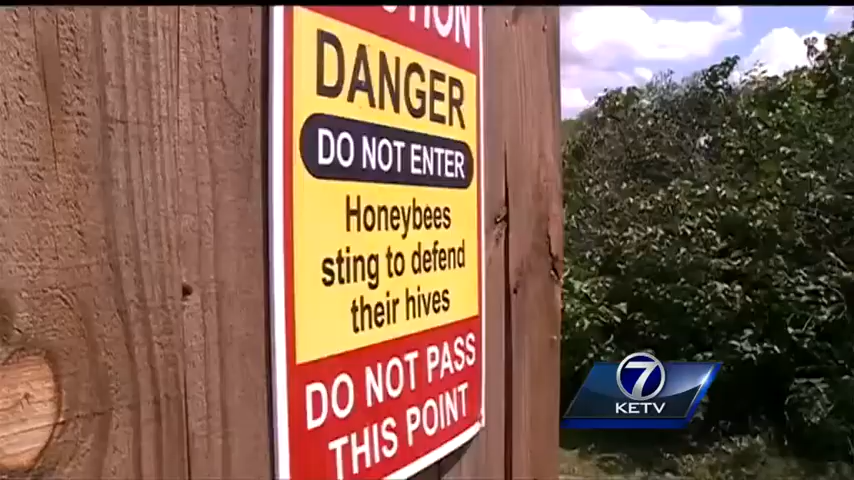 DANGER
DO NOT ENTER
Honeybees
sting to defend
their hives
DO NOT PASS
THIS POINT
7
KETV